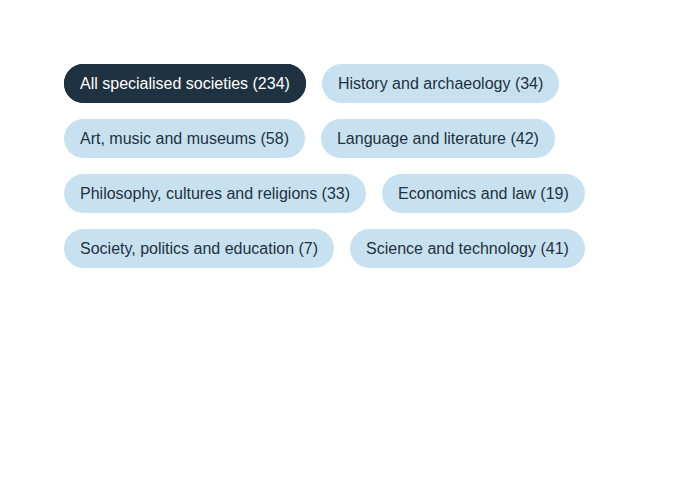 All specialised societies (234) History and archaeology (34)
Art, music and museums (58) Language and literature (42)
Philosophy, cultures and religions (33) Economics and law (19)
Society, politics and education (7) Science and technology (41)